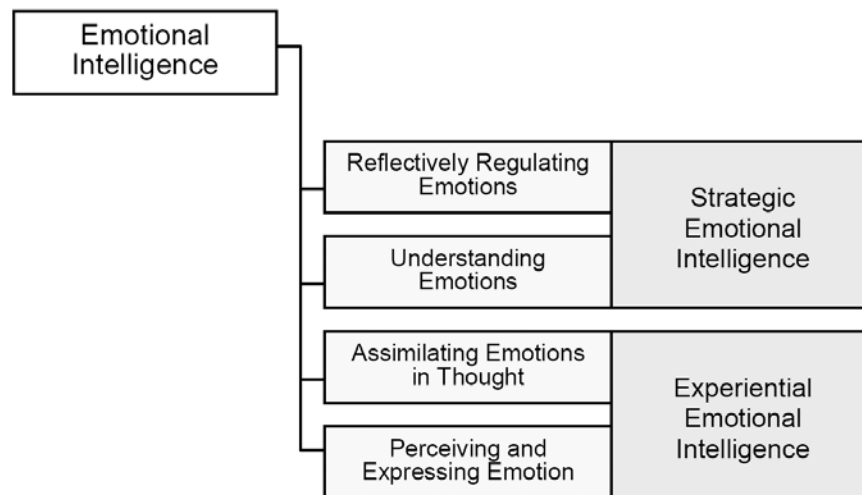 Emotional
Intelligence
Reflectively Regulating
Emotions
Strategic
Emotional
Intelligence
Understanding
Emotions
Assimilating Emotions
in Thought
Experiential
Emotional
Intelligence
Perceiving and
Expressing Emotion